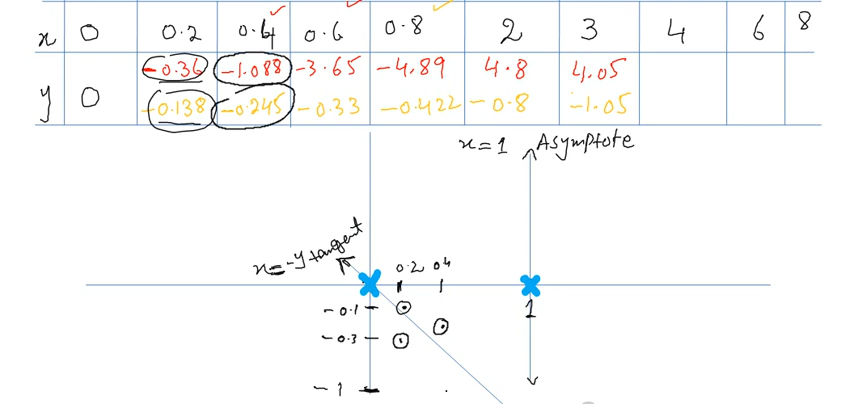 x 0 0.2 0.4 0.6 0.8 2 3 4 6 8
-0.36 -1.088 -3.65 -4.89 4.8 4.05
y 0 -0.138 -0.245 -0.33 -0.422 -0.8 -1.05
x=1 Asymptote
x=-y tangent
0.2 04
-0.1
1
-0.3
-1